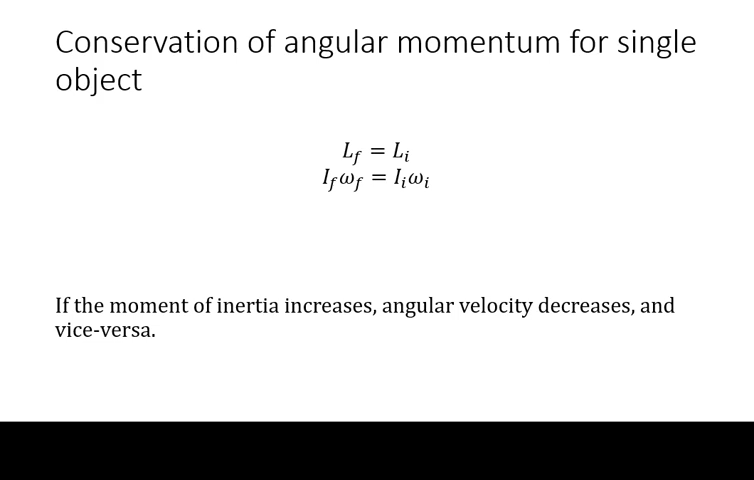 Conservation of angular momentum for single
object
L_f = L_i
I_f ω_f = I_i ω_i
If the moment of inertia increases, angular velocity decreases, and
vice-versa.